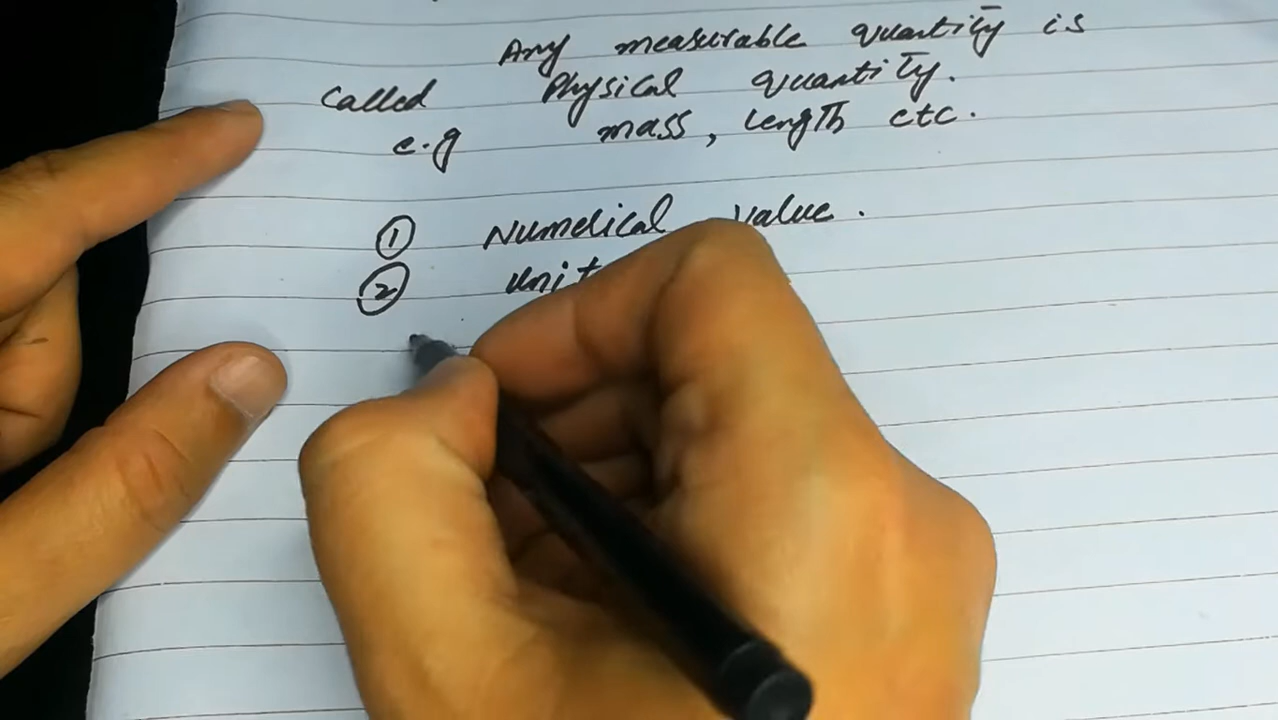 Any measurable quantity is
called physical quantity.
e.g mass, length etc.
① Numerical value.
② unit